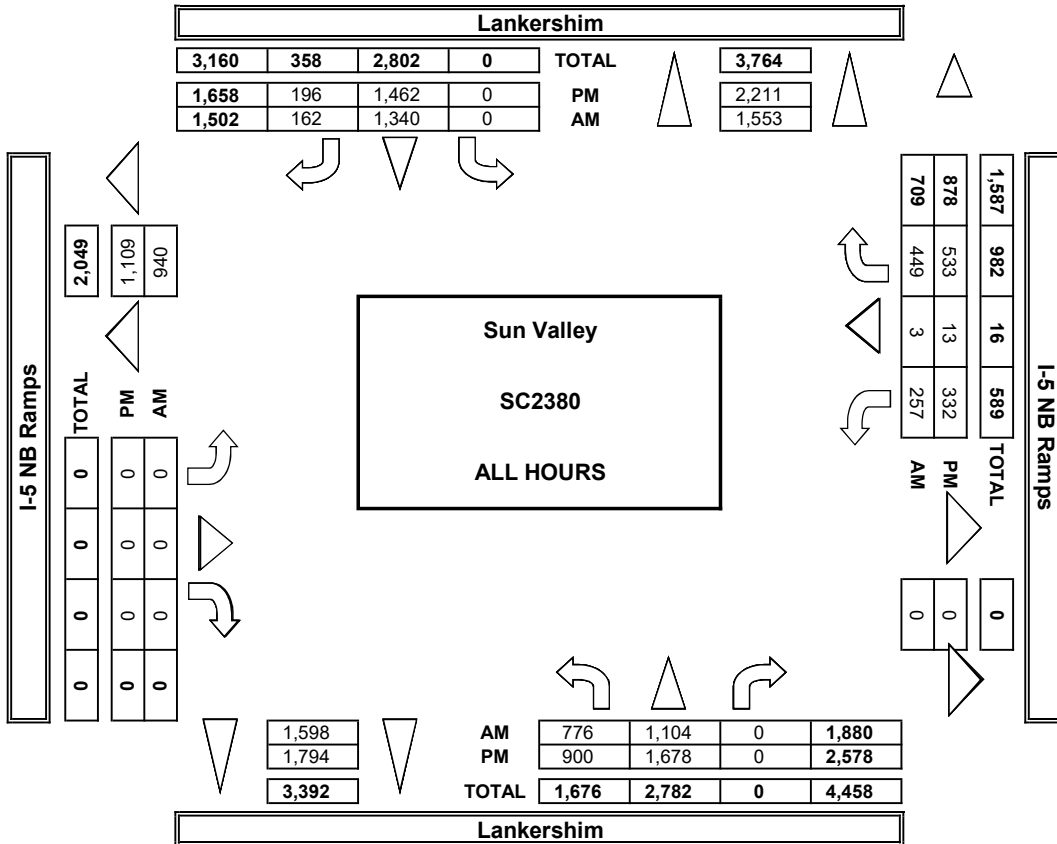 Lankershim
3,160 358 2,802 0 TOTAL 3,764
1,658 196 1,462 0 PM 2,211
1,502 162 1,340 0 AM 1,553
I-5 NB Ramps
2,049
1,109
940
TOTAL 0 0 0 0
PM 0 0 0 0
AM 0 0 0 0
Sun Valley
SC2380
ALL HOURS
1,587 982 16 589 TOTAL 0
878 533 13 332 PM 0
709 449 3 257 AM 0
I-5 NB Ramps
1,598 AM 776 1,104 0 1,880
1,794 PM 900 1,678 0 2,578
3,392 TOTAL 1,676 2,782 0 4,458
Lankershim